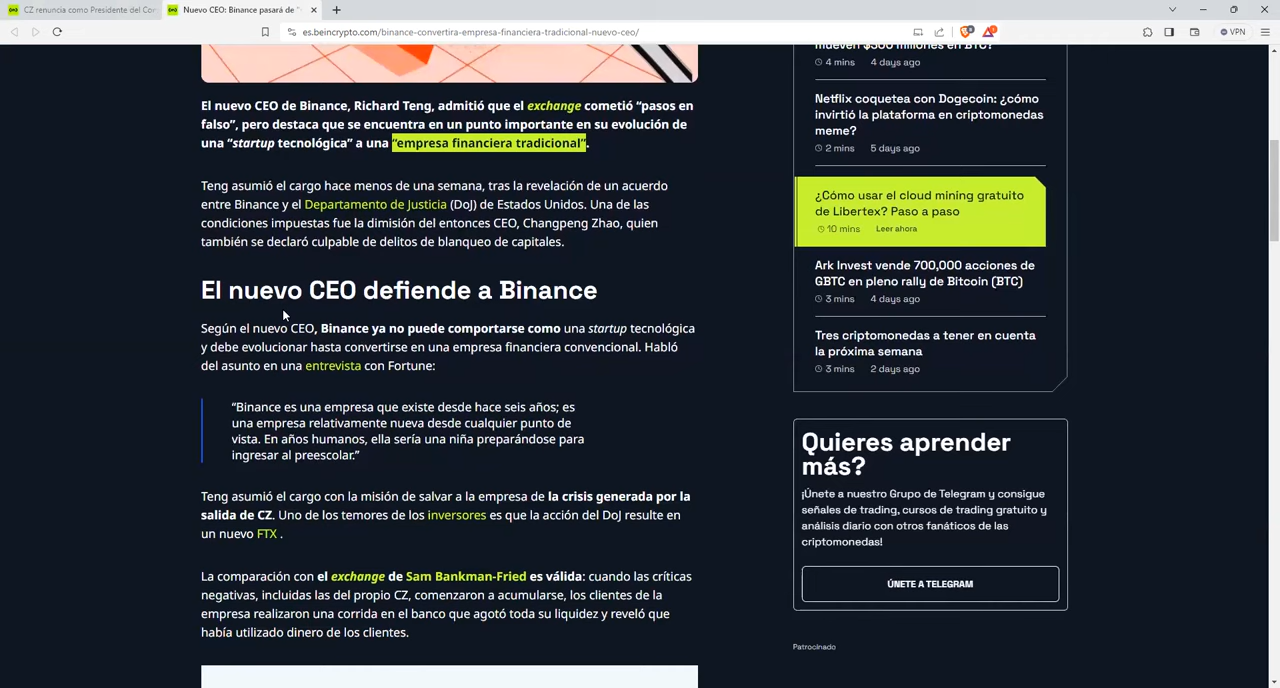 CZ renuncia como Presidente del Cor
Nuevo CEO: Binance pasará de "
es.beincrypto.com/binance-convertira-empresa-financiera-tradicional-nuevo-ceo/
VPN
El nuevo CEO de Binance, Richard Teng, admitió que el exchange cometió “pasos en
falso”, pero destaca que se encuentra en un punto importante en su evolución de
una “startup tecnológica” a una “empresa financiera tradicional”.
Teng asumió el cargo hace menos de una semana, tras la revelación de un acuerdo
entre Binance y el Departamento de Justicia (DoJ) de Estados Unidos. Una de las
condiciones impuestas fue la dimisión del entonces CEO, Changpeng Zhao, quien
también se declaró culpable de delitos de blanqueo de capitales.
El nuevo CEO defiende a Binance
Según el nuevo CEO, Binance ya no puede comportarse como una startup tecnológica
y debe evolucionar hasta convertirse en una empresa financiera convencional. Habló
del asunto en una entrevista con Fortune:
“Binance es una empresa que existe desde hace seis años; es
una empresa relativamente nueva desde cualquier punto de
vista. En años humanos, ella sería una niña preparándose para
ingresar al preescolar.”
Teng asumió el cargo con la misión de salvar a la empresa de la crisis generada por la
salida de CZ. Uno de los temores de los inversores es que la acción del DoJ resulte en
un nuevo FTX .
La comparación con el exchange de Sam Bankman-Fried es válida: cuando las críticas
negativas, incluidas las del propio CZ, comenzaron a acumularse, los clientes de la
empresa realizaron una corrida en el banco que agotó toda su liquidez y reveló que
había utilizado dinero de los clientes.
mueven $300 millones en BTC?
4 mins 4 days ago
Netflix coquetea con Dogecoin: ¿cómo
invirtió la plataforma en criptomonedas
meme?
2 mins 5 days ago
¿Cómo usar el cloud mining gratuito
de Libertex? Paso a paso
10 mins Leer ahora
Ark Invest vende 700,000 acciones de
GBTC en pleno rally de Bitcoin (BTC)
3 mins 4 days ago
Tres criptomonedas a tener en cuenta
la próxima semana
3 mins 2 days ago
Quieres aprender
más?
¡Únete a nuestro Grupo de Telegram y consigue
señales de trading, cursos de trading gratuito y
análisis diario con otros fanáticos de las
criptomonedas!
ÚNETE A TELEGRAM
Patrocinado